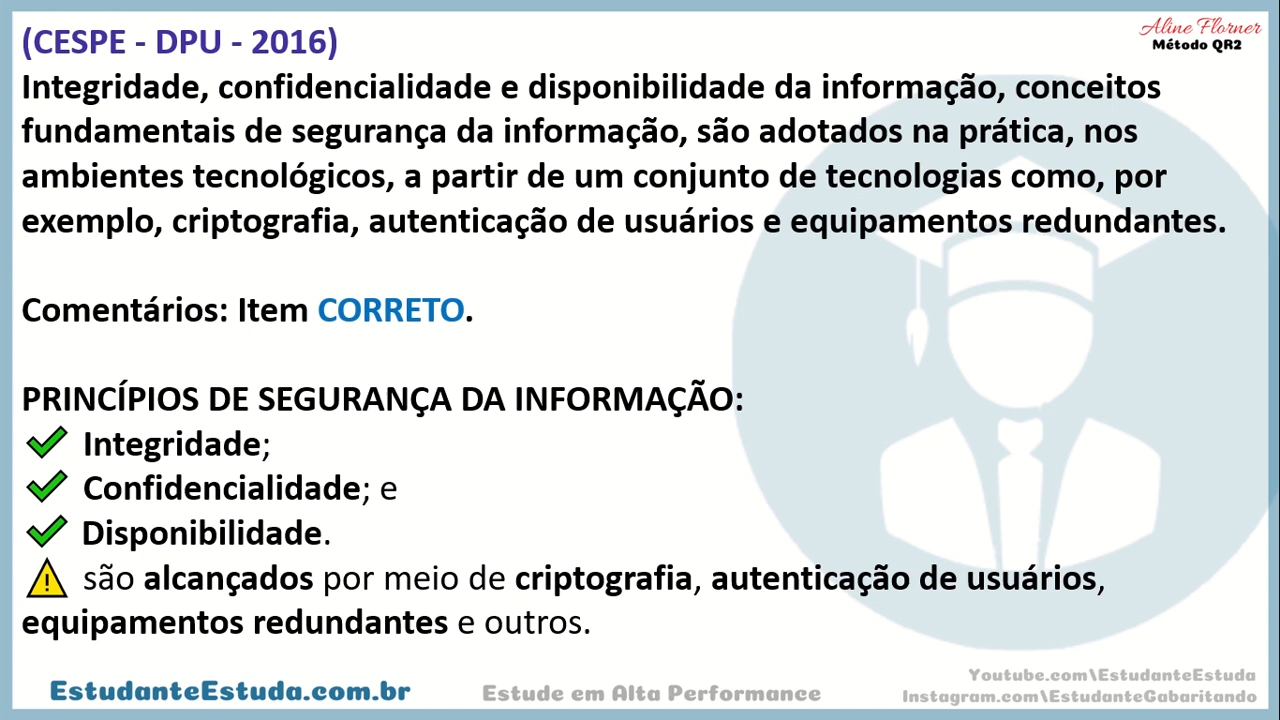 (CESPE - DPU - 2016)
Aline Florner
Método QR2
Integridade, confidencialidade e disponibilidade da informação, conceitos
fundamentais de segurança da informação, são adotados na prática, nos
ambientes tecnológicos, a partir de um conjunto de tecnologias como, por
exemplo, criptografia, autenticação de usuários e equipamentos redundantes.
Comentários: Item CORRETO.
PRINCÍPIOS DE SEGURANÇA DA INFORMAÇÃO:
Integridade;
Confidencialidade; e
Disponibilidade.
são alcançados por meio de criptografia, autenticação de usuários,
equipamentos redundantes e outros.
EstudanteEstuda.com.br
Estude em Alta Performance
Youtube.com\EstudanteEstuda
Instagram.com\EstudanteGabaritando